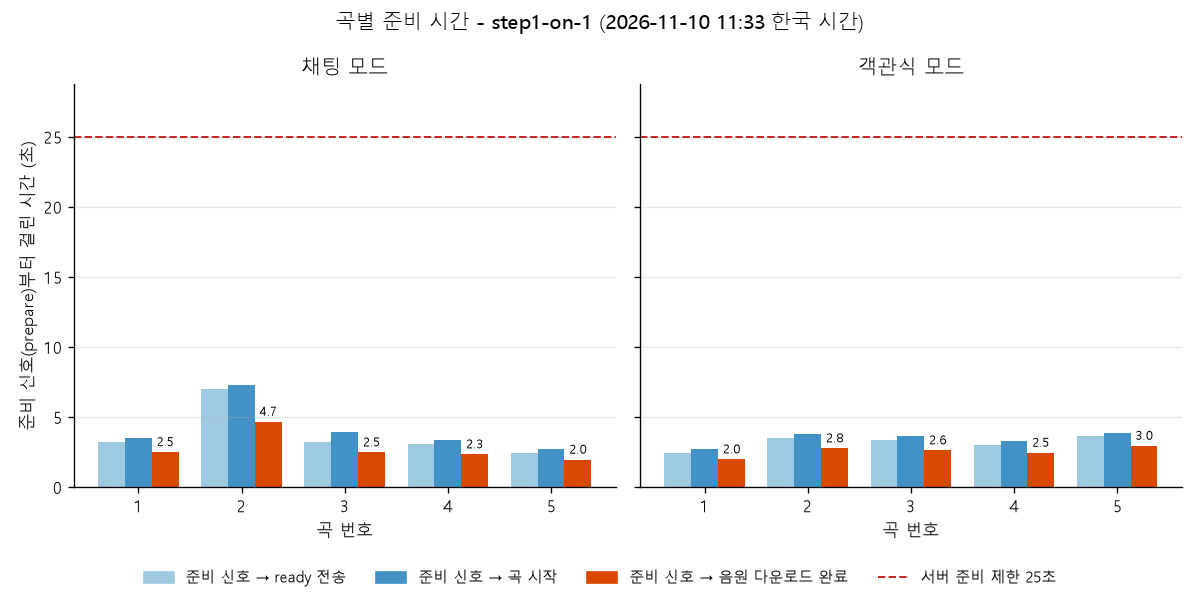 곡별 준비 시간 - step1-on-1 (2026-11-10 11:33 한국 시간)
채팅 모드
객관식 모드
준비 신호(prepare)부터 걸린 시간 (초)
25
20
15
10
5
0
2.5
4.7
2.5
2.3
2.0
2.0
2.8
2.6
2.5
3.0
1 2 3 4 5
1 2 3 4 5
곡 번호
곡 번호
준비 신호 → ready 전송
준비 신호 → 곡 시작
준비 신호 → 음원 다운로드 완료
서버 준비 제한 25초